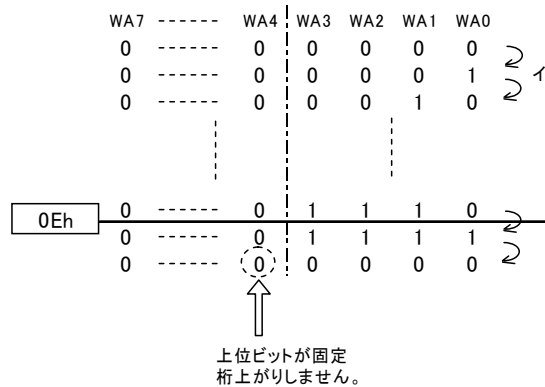 WA7 ------ WA4 WA3 WA2 WA1 WA0
0 ------ 0 0 0 0 0
イ
0 ------ 0 0 0 0 1
0 ------ 0 0 0 1 0
0 ------ 0 1 1 1 0
0Eh
0 ------ 0 1 1 1 1
0 ------ 0 0 0 0 0
上位ビットが固定
桁上がりしません。